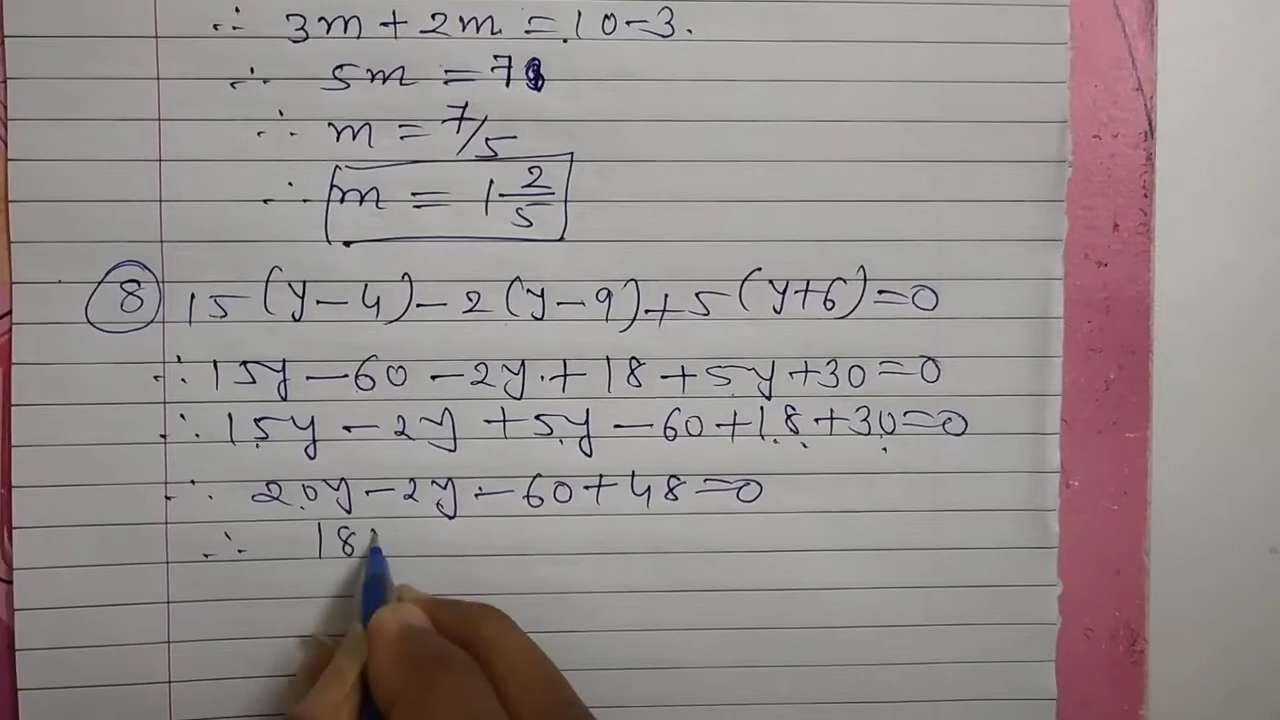 ∴ 3m + 2m = 10-3.
∴ 5m = 7
∴ m = 7/5
∴ m = 1 2/5
8 15(y-4)-2(y-9)+5(y+6)=0
∴ 15y-60-2y+18+5y+30=0
∴ 15y-2y+5y-60+18+30=0
∴ 20y-2y-60+48=0
∴ 18